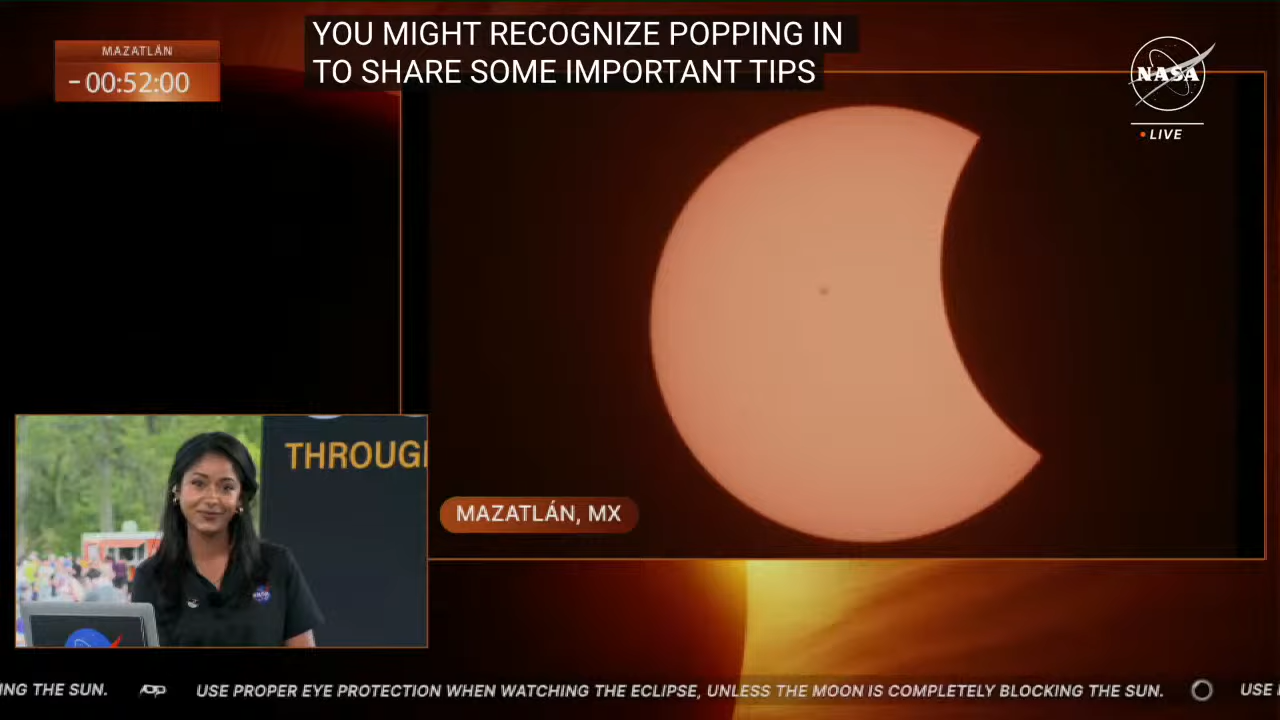 YOU MIGHT RECOGNIZE POPPING IN
TO SHARE SOME IMPORTANT TIPS
MAZATLÁN
-00:52:00
NASA
LIVE
THROUG
MAZATLÁN, MX
NASA
ING THE SUN. USE PROPER EYE PROTECTION WHEN WATCHING THE ECLIPSE, UNLESS THE MOON IS COMPLETELY BLOCKING THE SUN. USE